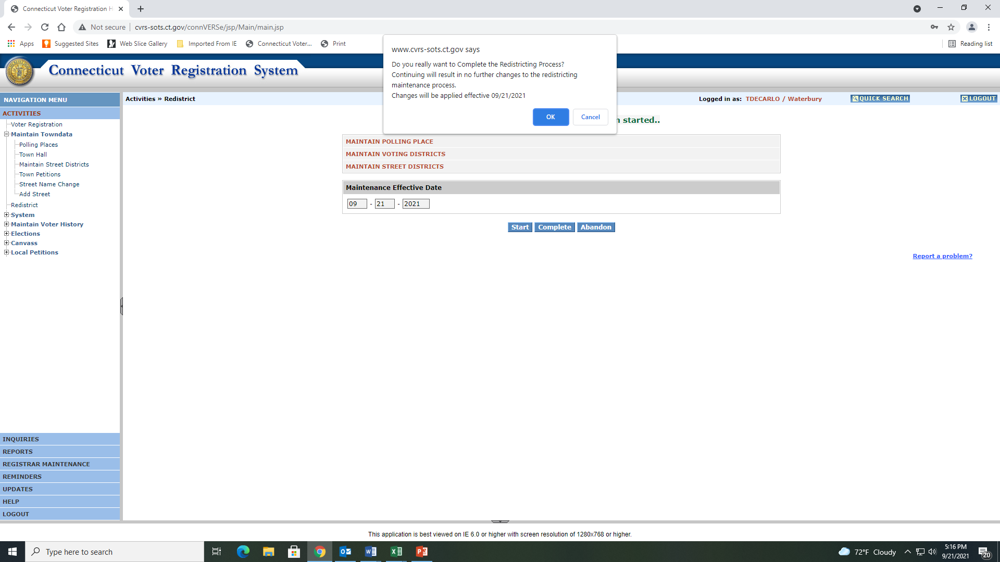 Connecticut Voter Registration H
Not secure
cvrs-sots.ct.gov/connVERSe/jsp/Main/main.jsp
Apps
Suggested Sites
Web Slice Gallery
Imported From IE
Connecticut Voter...
Print
Reading list
www.cvrs-sots.ct.gov says
Do you really want to Complete the Redistricting Process?
Continuing will result in no further changes to the redistricting
maintenance process.
Changes will be applied effective 09/21/2021
OK
Cancel
Connecticut Voter Registration System
NAVIGATION MENU
ACTIVITIES
Voter Registration
Maintain Towndata
Polling Places
Town Hall
Maintain Street Districts
Town Petitions
Street Name Change
Add Street
Redistrict
System
Maintain Voter History
Elections
Canvass
Local Petitions
INQUIRIES
REPORTS
REGISTRAR MAINTENANCE
REMINDERS
UPDATES
HELP
LOGOUT
Activities » Redistrict
Logged in as: TDECARLO / Waterbury
QUICK SEARCH
LOGOUT
started..
MAINTAIN POLLING PLACE
MAINTAIN VOTING DISTRICTS
MAINTAIN STREET DISTRICTS
Maintenance Effective Date
09 - 21 - 2021
Start
Complete
Abandon
Report a problem?
This application is best viewed on IE 6.0 or higher with screen resolution of 1280x768 or higher.
Type here to search
72°F Cloudy
5:16 PM
9/21/2021
20